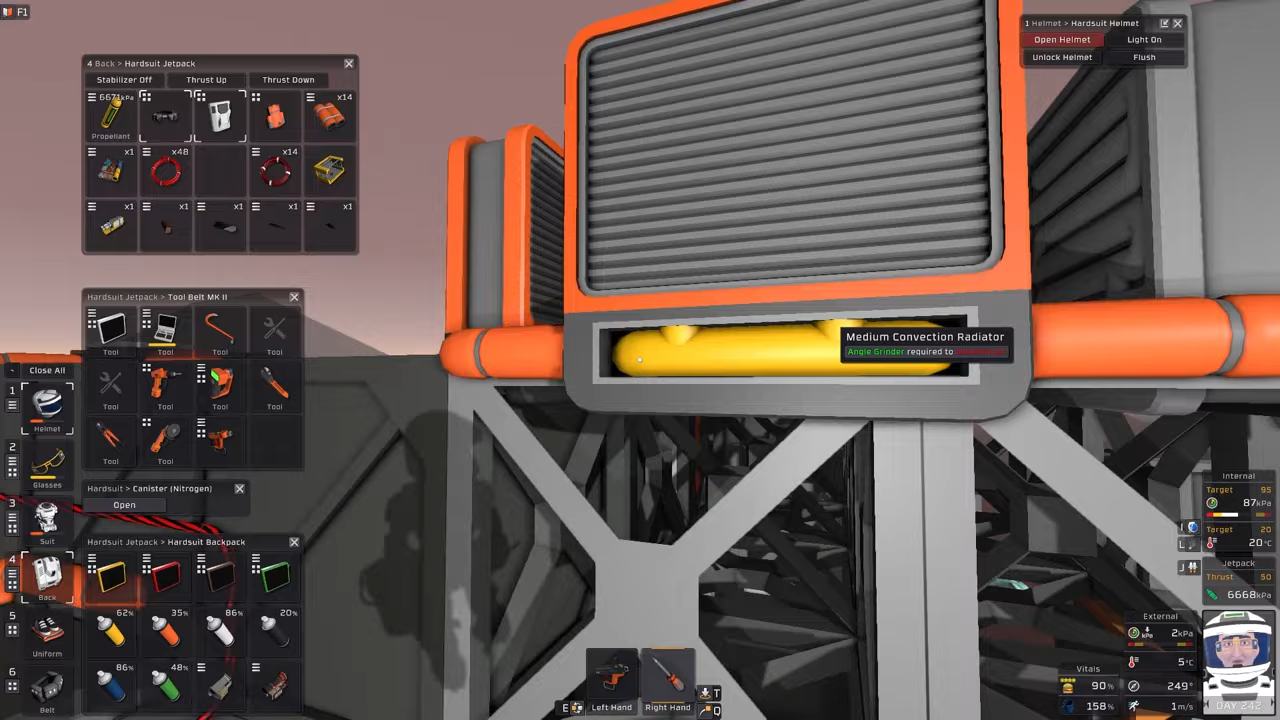 F1
4 Back > Hardsuit Jetpack
Stabilizer Off
Thrust Up
Thrust Down
6671kPa
x14
Propellant
x1
x48
x14
x1
x1
x1
x1
x1
Hardsuit Jetpack > Tool Belt MK II
Tool
Tool
Tool
Tool
Tool
Tool
Tool
Tool
Tool
Tool
Close All
1
Helmet
2
Glasses
3
Suit
4
Back
5
Uniform
6
Belt
Hardsuit > Canister (Nitrogen)
Open
Hardsuit Jetpack > Hardsuit Backpack
62%
35%
86%
20%
86%
48%
1 Helmet > Hardsuit Helmet
Open Helmet
Light On
Unlock Helmet
Flush
Medium Convection Radiator
Angle Grinder required to
E
Left Hand
Right Hand
T
Q
Internal
Target 95
87kPa
Target 20
20°C
Jetpack
Thrust 50
6668kPa
J
L
External
2kPa
5°C
249°
1m/s
Vitals
90%
158%
DAY 242